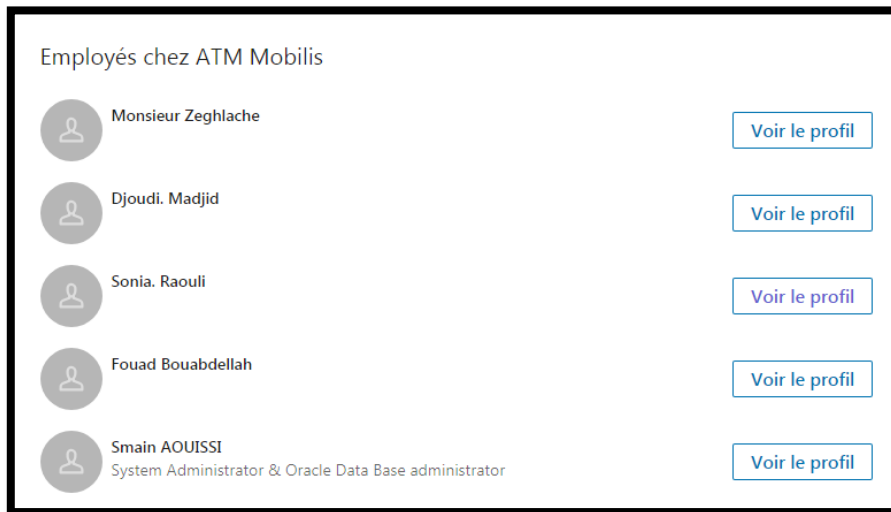 Employés chez ATM Mobilis
Monsieur Zeghlache
Voir le profil
Djoudi. Madjid
Voir le profil
Sonia. Raouli
Voir le profil
Fouad Bouabdellah
Voir le profil
Smain AOUISSI
System Administrator & Oracle Data Base administrator
Voir le profil